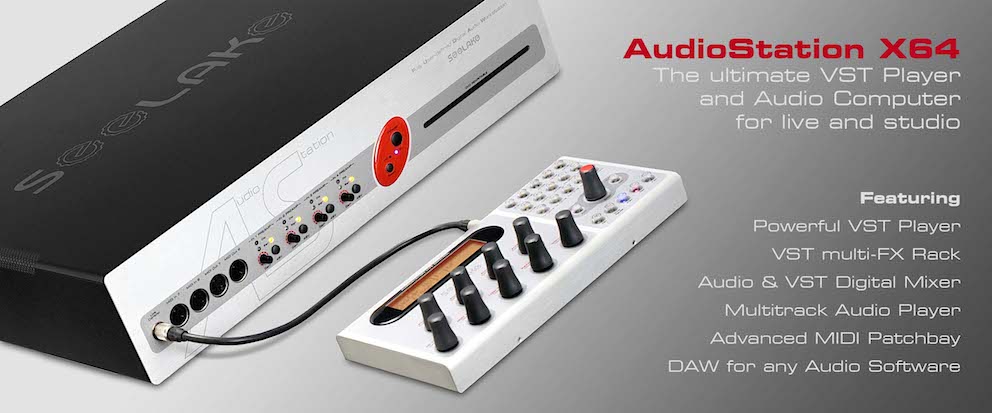 SeeLAKE
SeeLAKE
AudioStation
AudioStation X64
The ultimate VST Player
and Audio Computer
for live and studio
Featuring
Powerful VST Player
VST multi-FX Rack
Audio & VST Digital Mixer
Multitrack Audio Player
Advanced MIDI Patchbay
DAW for any Audio Software